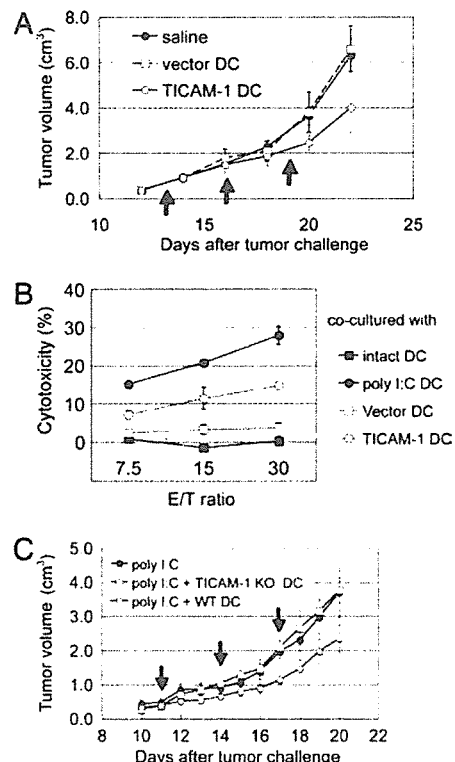 A
Tumor volume (cm³)
8.0
6.0
4.0
2.0
0.0
saline
vector DC
TICAM-1 DC
10
15
20
25
Days after tumor challenge
B
Cytotoxicity (%)
40
30
20
10
0
7.5
15
30
E/T ratio
co-cultured with
intact DC
poly I:C DC
Vector DC
TICAM-1 DC
C
Tumor volume (cm³)
5.0
4.0
3.0
2.0
1.0
0.0
poly I C
poly I:C + TICAM-1 KO DC
poly I C + WT DC
8
10
12
14
16
18
20
22
Days after tumor challenge